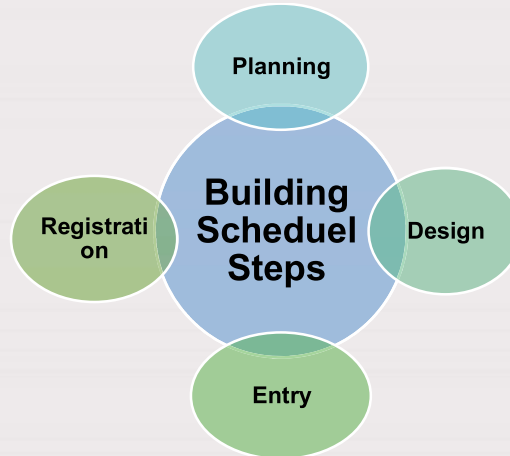 Planning
Building
Scheduel
Steps
Registrati
on
Design
Entry